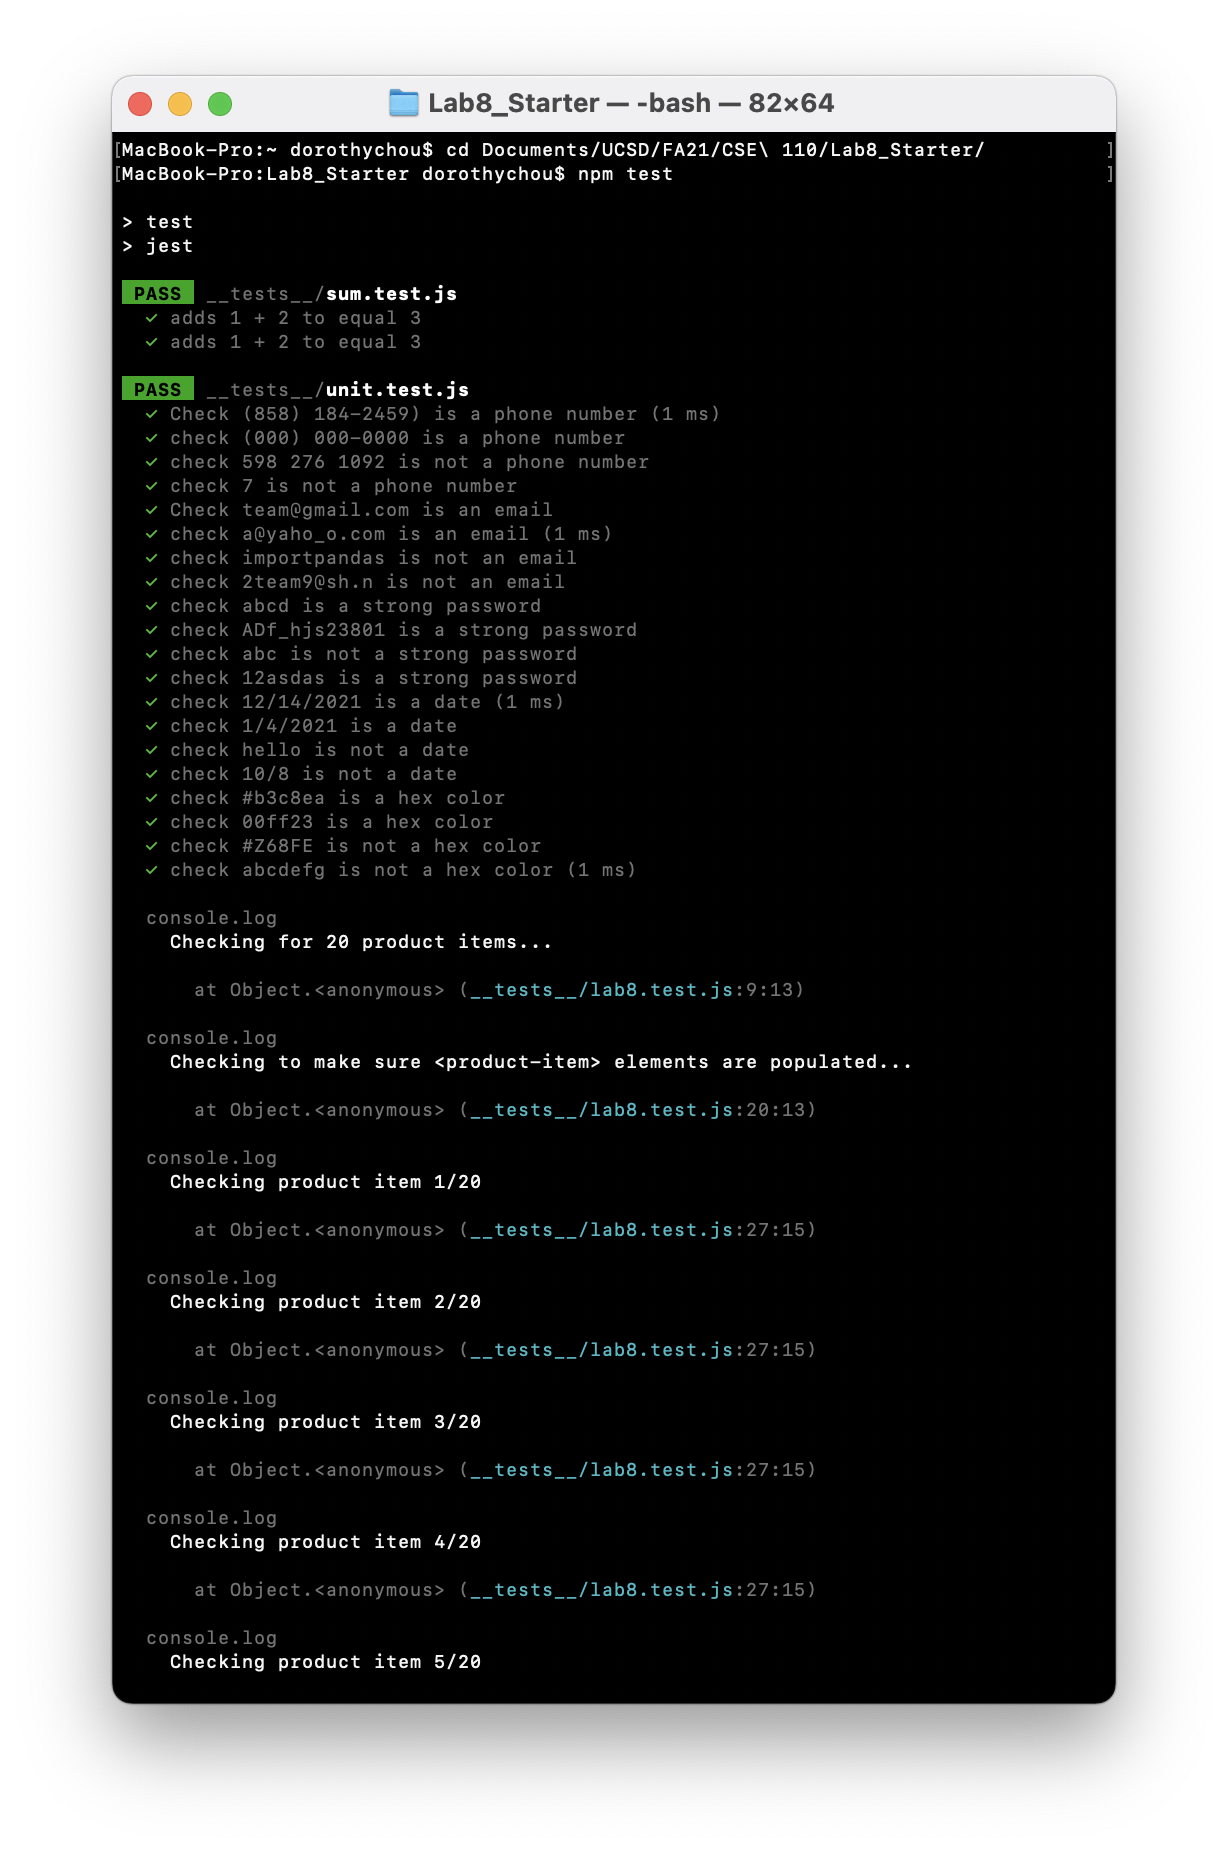 Lab8_Starter — -bash — 82×64
[MacBook-Pro:~ dorothychou$ cd Documents/UCSD/FA21/CSE\ 110/Lab8_Starter/ ]
[MacBook-Pro:Lab8_Starter dorothychou$ npm test ]
> test
> jest
PASS __tests__/sum.test.js
✓ adds 1 + 2 to equal 3
✓ adds 1 + 2 to equal 3
PASS __tests__/unit.test.js
✓ Check (858) 184-2459) is a phone number (1 ms)
✓ check (000) 000-0000 is a phone number
✓ check 598 276 1092 is not a phone number
✓ check 7 is not a phone number
✓ Check team@gmail.com is an email
✓ check a@yaho_o.com is an email (1 ms)
✓ check importpandas is not an email
✓ check 2team9@sh.n is not an email
✓ check abcd is a strong password
✓ check ADf_hjs23801 is a strong password
✓ check abc is not a strong password
✓ check 12asdas is a strong password
✓ check 12/14/2021 is a date (1 ms)
✓ check 1/4/2021 is a date
✓ check hello is not a date
✓ check 10/8 is not a date
✓ check #b3c8ea is a hex color
✓ check 00ff23 is a hex color
✓ check #Z68FE is not a hex color
✓ check abcdefg is not a hex color (1 ms)
console.log
Checking for 20 product items...
at Object.<anonymous> (__tests__/lab8.test.js:9:13)
console.log
Checking to make sure <product-item> elements are populated...
at Object.<anonymous> (__tests__/lab8.test.js:20:13)
console.log
Checking product item 1/20
at Object.<anonymous> (__tests__/lab8.test.js:27:15)
console.log
Checking product item 2/20
at Object.<anonymous> (__tests__/lab8.test.js:27:15)
console.log
Checking product item 3/20
at Object.<anonymous> (__tests__/lab8.test.js:27:15)
console.log
Checking product item 4/20
at Object.<anonymous> (__tests__/lab8.test.js:27:15)
console.log
Checking product item 5/20